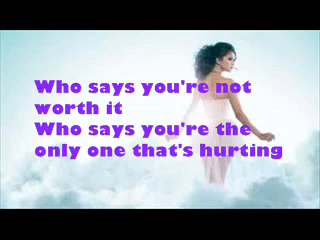 Who says you're not
worth it
Who says you're the
only one that's hurting